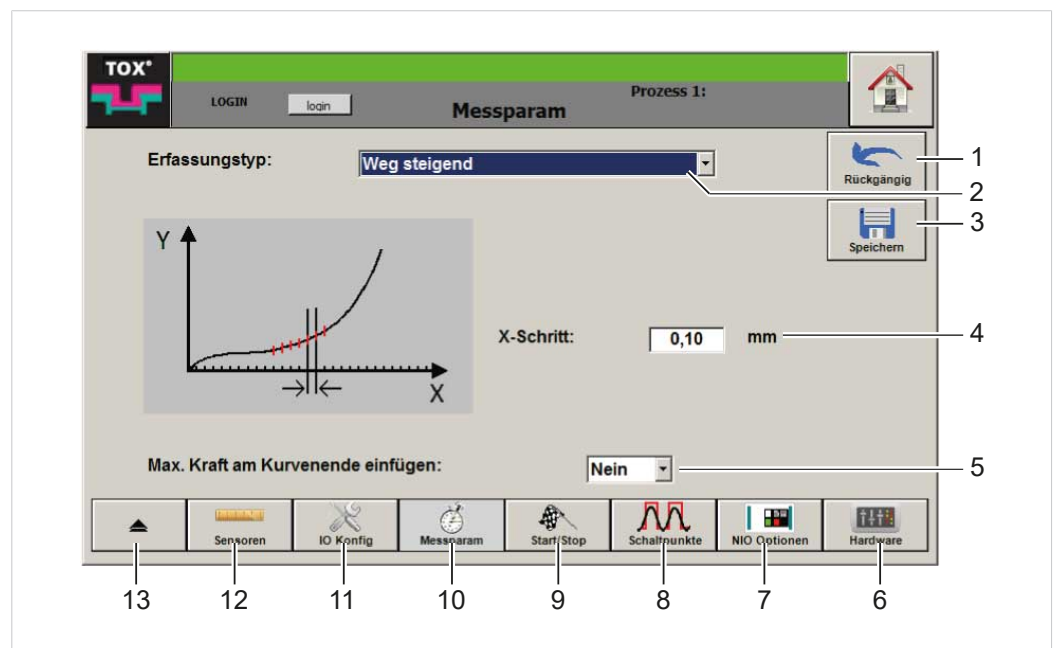 TOX®
LOGIN login Messparam Prozess 1:
Erfassungstyp: Weg steigend
Rückgängig
1
2
Speichern
3
Y
X
X-Schritt: 0,10 mm
4
Max. Kraft am Kurvenende einfügen: Nein
5
Sensoren IO Konfig Messparam Start/Stop Schaltpunkte NIO Optionen Hardware
13 12 11 10 9 8 7 6